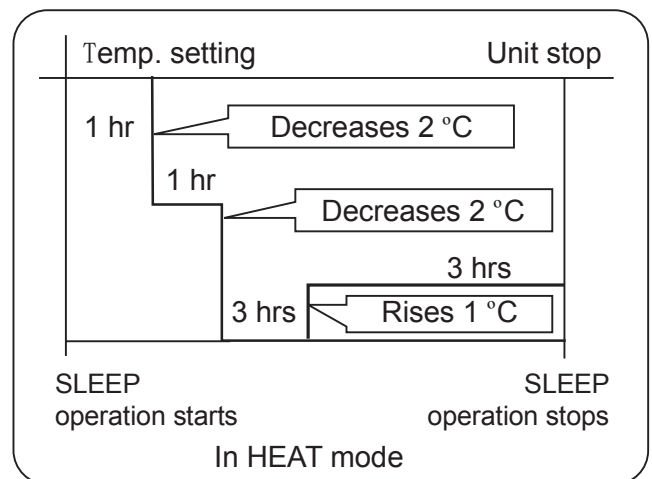 Temp. setting Unit stop
1 hr Decreases 2 °C
1 hr
Decreases 2 °C
3 hrs
3 hrs Rises 1 °C
SLEEP SLEEP
operation starts operation stops
In HEAT mode